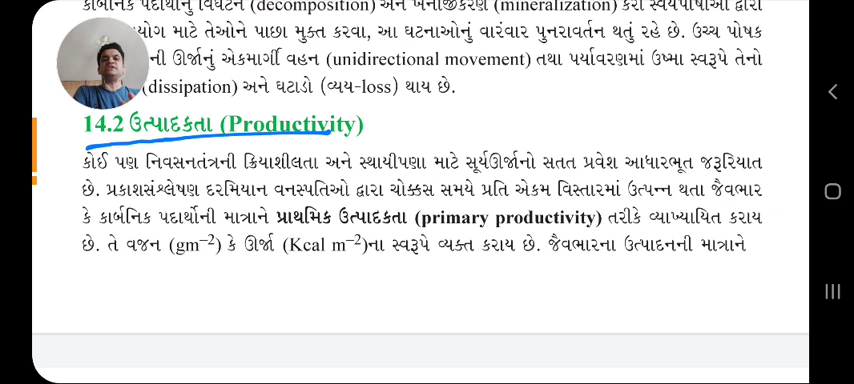 કાર્બનિક પદાર્થોનું વિઘટન (decomposition) અને ખનીજીકરણ (mineralization) કરી સ્વયંપોષીઓ દ્વારા
યોગ માટે તેઓને પાછા મુક્ત કરવા, આ ઘટનાઓનું વારંવાર પુનરાવર્તન થતું રહે છે. ઉચ્ચ પોષક
ની ઊર્જાનું એકમાર્ગી વહન (unidirectional movement) તથા પર્યાવરણમાં ઉષ્મા સ્વરૂપે તેનો
(dissipation) અને ઘટાડો (વ્યય-loss) થાય છે.
14.2 ઉત્પાદકતા (Productivity)
કોઈ પણ નિવસનતંત્રની ક્રિયાશીલતા અને સ્થાયીપણા માટે સૂર્યઊર્જાનો સતત પ્રવેશ આધારભૂત જરૂરિયાત
છે. પ્રકાશસંશ્લેષણ દરમિયાન વનસ્પતિઓ દ્વારા ચોક્કસ સમયે પ્રતિ એકમ વિસ્તારમાં ઉત્પન્ન થતા જૈવભાર
કે કાર્બનિક પદાર્થોની માત્રાને પ્રાથમિક ઉત્પાદકતા (primary productivity) તરીકે વ્યાખ્યાયિત કરાય
છે. તે વજન (gm⁻²) કે ઊર્જા (Kcal m⁻²)ના સ્વરૂપે વ્યક્ત કરાય છે. જૈવભારના ઉત્પાદનની માત્રાને